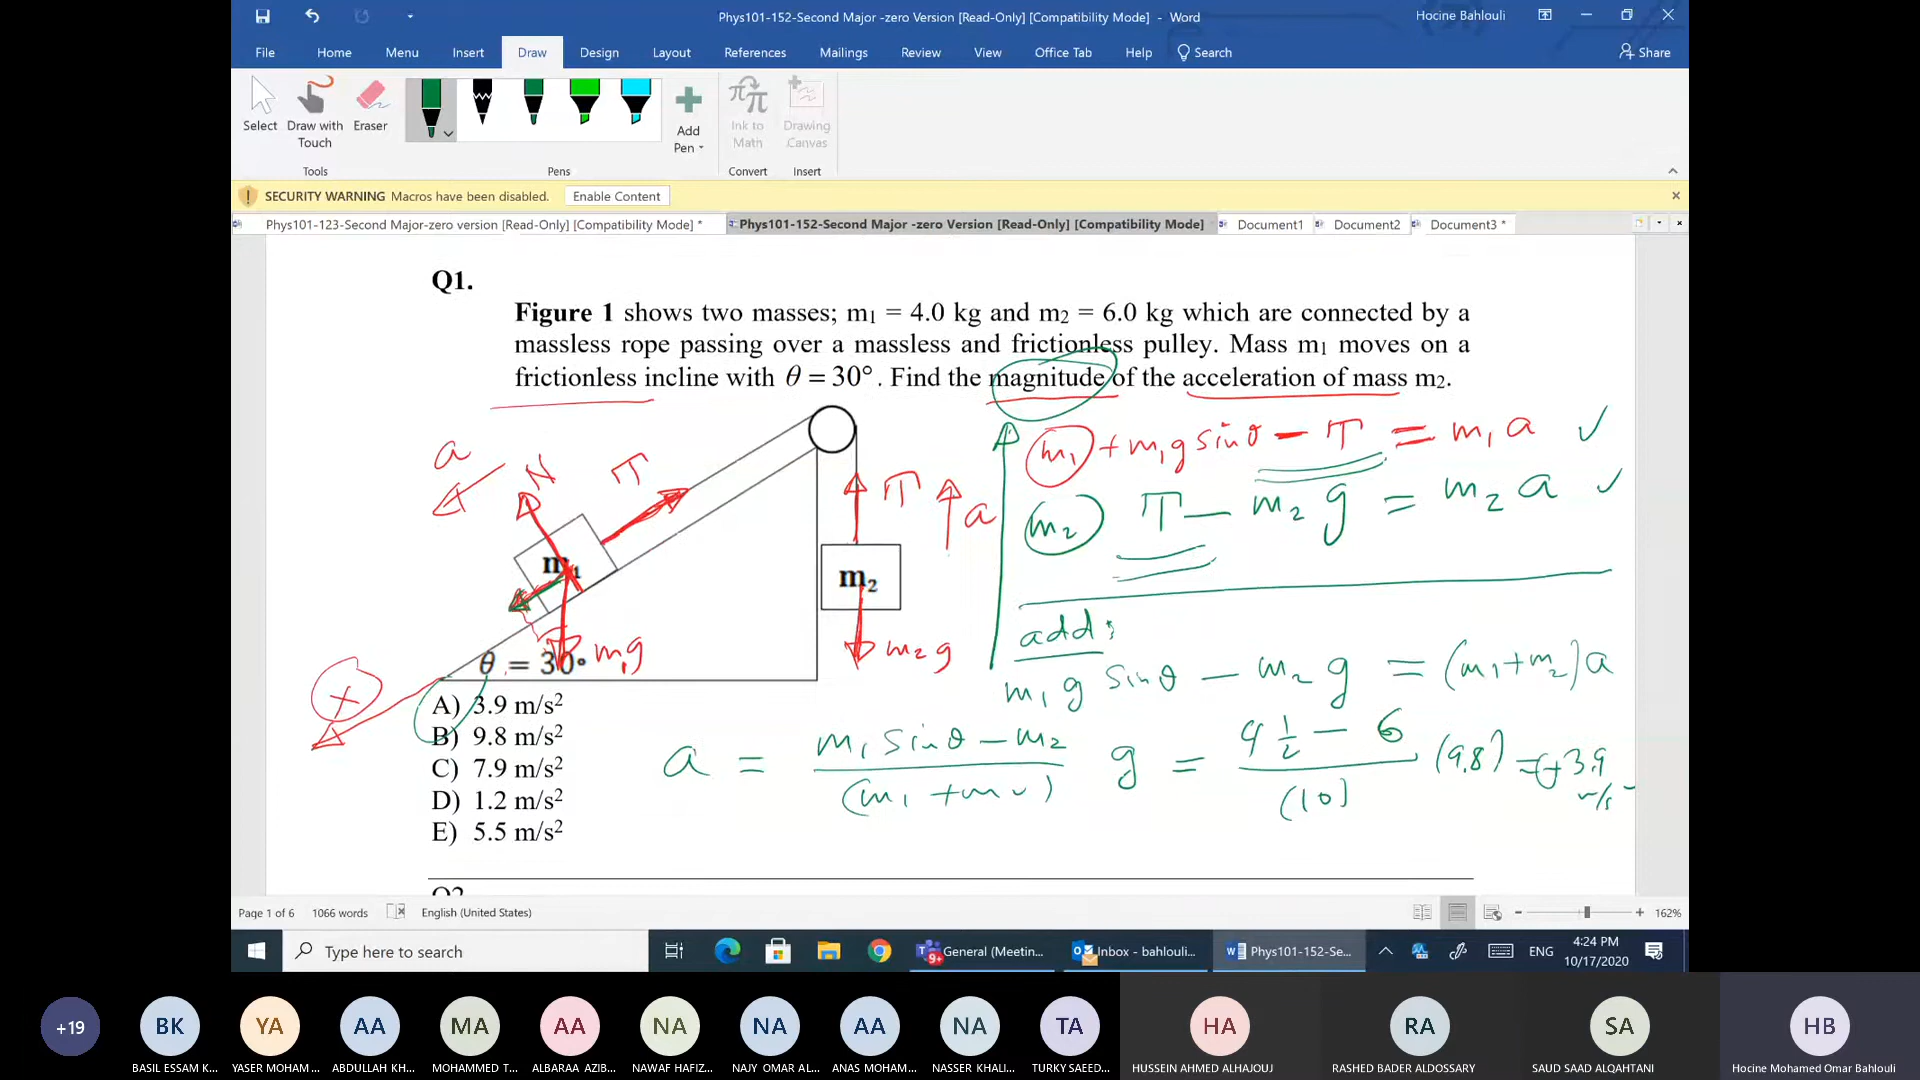 Phys101-152-Second Major -zero Version [Read-Only] [Compatibility Mode] - Word
Hocine Bahlouli
File Home Menu Insert Draw Design Layout References Mailings Review View Office Tab Help Search Share
Select
Draw with Touch
Eraser
Add Pen
Ink to Math
Drawing Canvas
Tools Pens Convert Insert
SECURITY WARNING Macros have been disabled. Enable Content
Phys101-123-Second Major-zero version [Read-Only] [Compatibility Mode] * Phys101-152-Second Major -zero Version [Read-Only] [Compatibility Mode] Document1 Document2 Document3 *
Q1.
Figure 1 shows two masses; m1 = 4.0 kg and m2 = 6.0 kg which are connected by a
massless rope passing over a massless and frictionless pulley. Mass m1 moves on a
frictionless incline with θ = 30°. Find the magnitude of the acceleration of mass m2.
m1 + m1 g sinθ - T = m1 a ✓
a N T T a
m2 T - m2 g = m2 a ✓
m1 m2
add:
θ = 30° m1g m2 g
m1 g sinθ - m2 g = (m1+m2) a
x
A) 3.9 m/s²
B) 9.8 m/s²
C) 7.9 m/s²
D) 1.2 m/s²
E) 5.5 m/s²
a = m1 sinθ - m2 / (m1 + m2) g = 4 1/2 - 6 / (10) (9.8) = 3.9 m/s
Page 1 of 6 1066 words English (United States) 162%
Type here to search General (Meetin... Inbox - bahlouli... Phys101-152-Se... ENG 4:24 PM
10/17/2020
+19 BK YA AA MA AA NA NA AA NA TA HA RA SA HB
BASIL ESSAM K... YASER MOHAM... ABDULLAH KH... MOHAMMED T... ALBARAA AZIB... NAWAF HAFIZ... NAJY OMAR AL... ANAS MOHAM... NASSER KHALI... TURKY SAEED... HUSSEIN AHMED ALHAJOUJ RASHED BADER ALDOSSARY SAUD SAAD ALQAHTANI Hocine Mohamed Omar Bahlouli